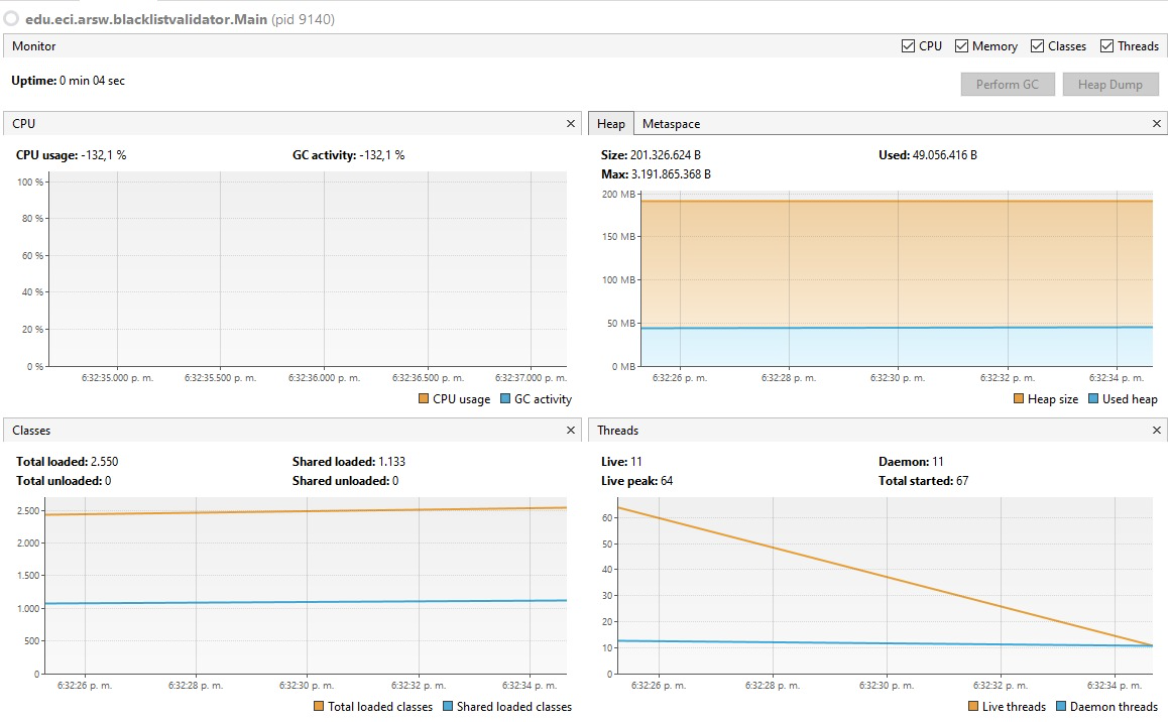 edu.eci.arsw.blacklistvalidator.Main (pid 9140)
Monitor
CPU Memory Classes Threads
Uptime: 0 min 04 sec
Perform GC Heap Dump
CPU
CPU usage: -132,1 % GC activity: -132,1 %
100 %
80 %
60 %
40 %
20 %
0 %
6:32:35.000 p. m. 6:32:35.500 p. m. 6:32:36.000 p. m. 6:32:36.500 p. m. 6:32:37.000 p. m.
CPU usage GC activity
Heap Metaspace
Size: 201.326.624 B Used: 49.056.416 B
Max: 3.191.865.368 B
200 MB
150 MB
100 MB
50 MB
0 MB
6:32:26 p. m. 6:32:28 p. m. 6:32:30 p. m. 6:32:32 p. m. 6:32:34 p. m.
Heap size Used heap
Classes
Total loaded: 2.550 Shared loaded: 1.133
Total unloaded: 0 Shared unloaded: 0
2.500
2.000
1.500
1.000
500
0
6:32:26 p. m. 6:32:28 p. m. 6:32:30 p. m. 6:32:32 p. m. 6:32:34 p. m.
Total loaded classes Shared loaded classes
Threads
Live: 11 Daemon: 11
Live peak: 64 Total started: 67
60
50
40
30
20
10
0
6:32:26 p. m. 6:32:28 p. m. 6:32:30 p. m. 6:32:32 p. m. 6:32:34 p. m.
Live threads Daemon threads